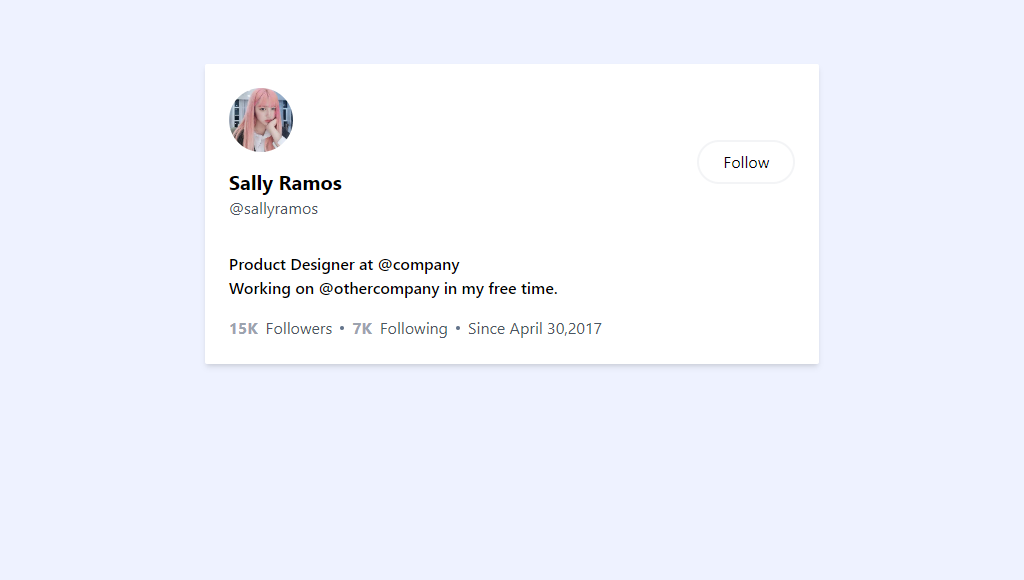 Sally Ramos
@sallyramos
Follow
Product Designer at @company
Working on @othercompany in my free time.
15K Followers • 7K Following • Since April 30,2017